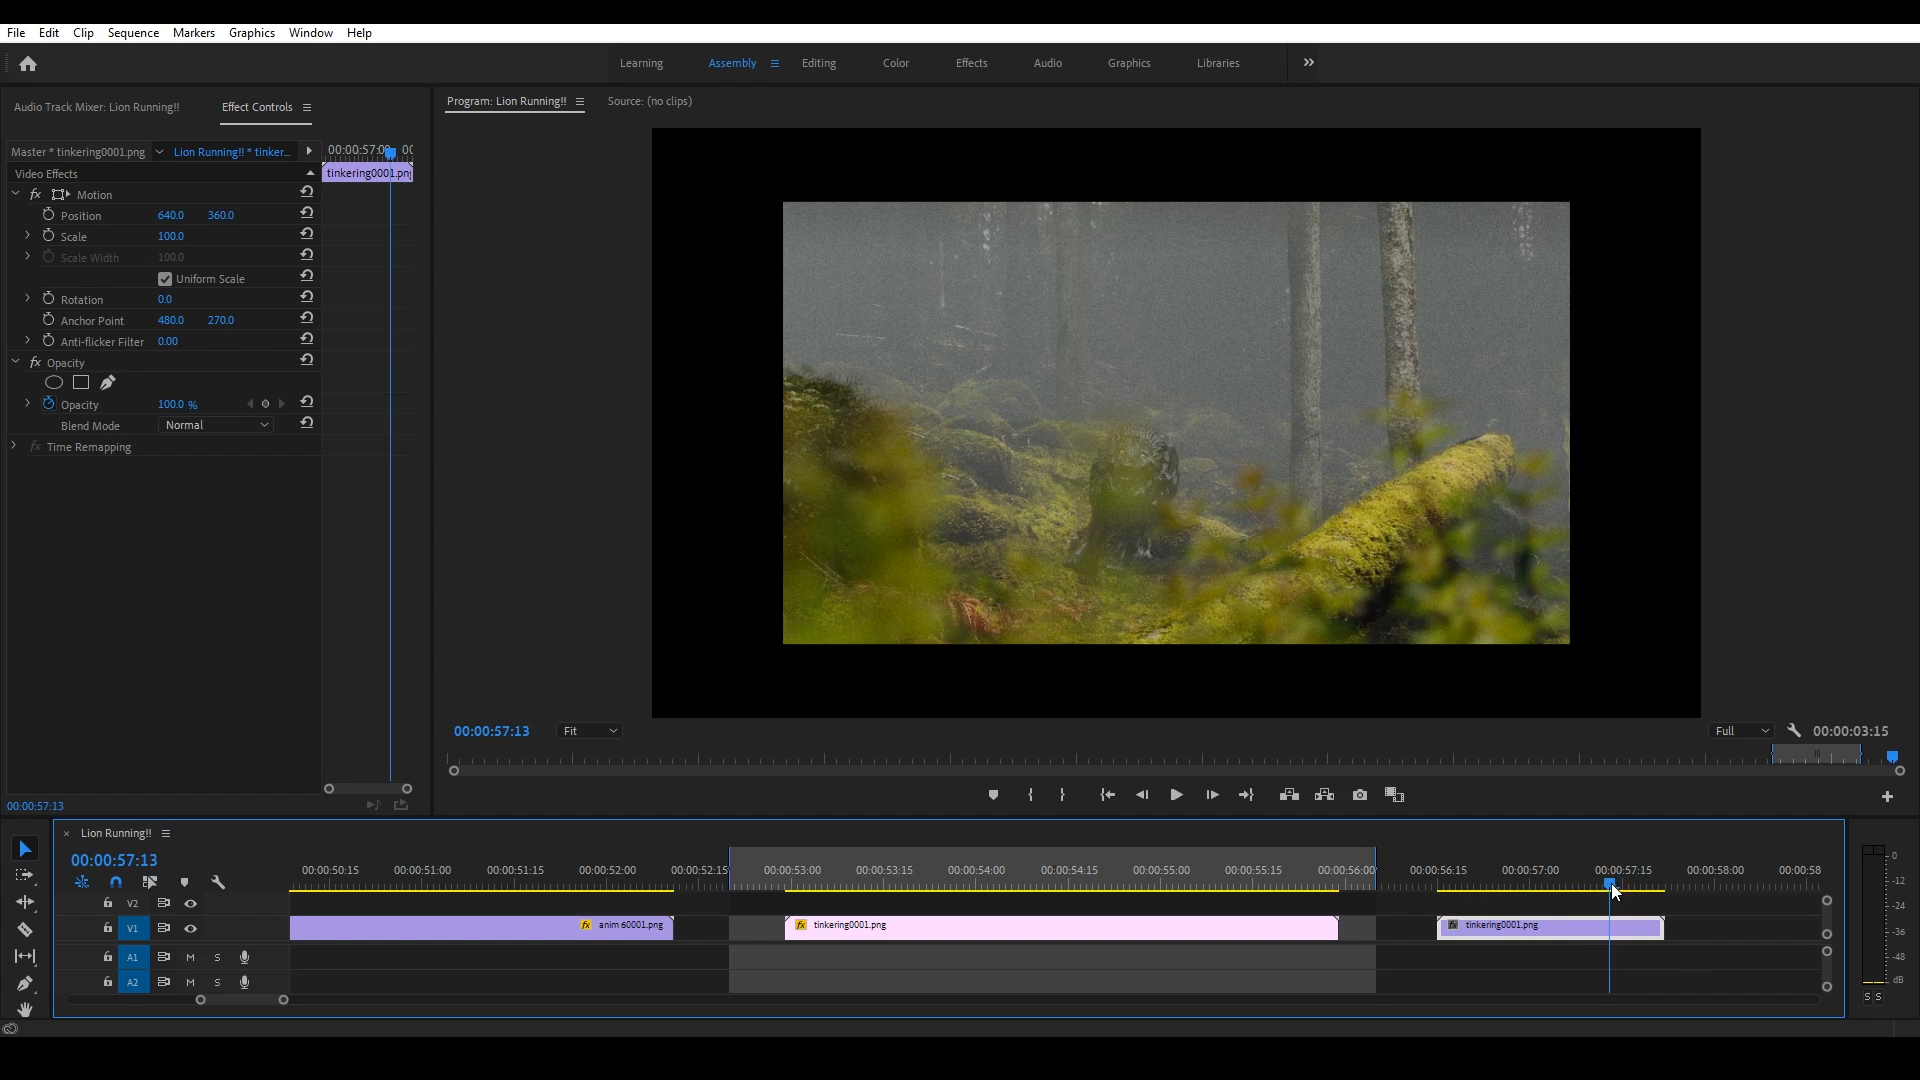 File Edit Clip Sequence Markers Graphics Window Help
Learning Assembly Editing Color Effects Audio Graphics Libraries
Audio Track Mixer: Lion Running!! Effect Controls
Program: Lion Running!! Source: (no clips)
Master * tinkering0001.png Lion Running!! * tinker... 00:00:57:00 00
Video Effects tinkering0001.png
fx Motion
Position 640.0 360.0
Scale 100.0
Scale Width 100.0
Uniform Scale
Rotation 0.0
Anchor Point 480.0 270.0
Anti-flicker Filter 0.00
fx Opacity
Opacity 100.0 %
Blend Mode Normal
fx Time Remapping
00:00:57:13 Fit Full 00:00:03:15
00:00:57:13
Lion Running!!
00:00:57:13
00:00:50:15 00:00:51:00 00:00:51:15 00:00:52:00 00:00:52:15 00:00:53:00 00:00:53:15 00:00:54:00 00:00:54:15 00:00:55:00 00:00:55:15 00:00:56:00 00:00:56:15 00:00:57:00 00:00:57:15 00:00:58:00 00:00:58
V2
V1 fx anim 60001.png fx tinkering0001.png fx tinkering0001.png
A1 M S
A2 M S
0
-12
-24
-36
-48
dB
S S